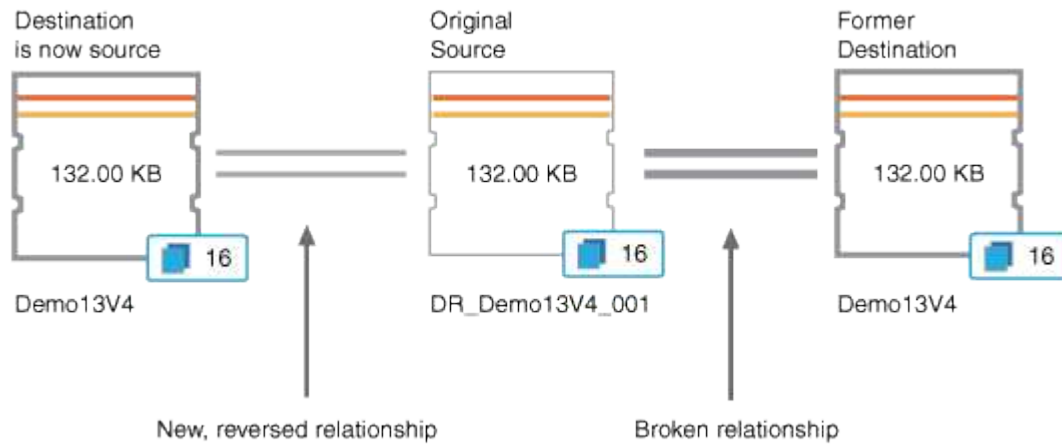 Destination
is now source
Original
Source
Former
Destination
132.00 KB
132.00 KB
132.00 KB
16
16
16
Demo13V4
DR_Demo13V4_001
Demo13V4
New, reversed relationship
Broken relationship